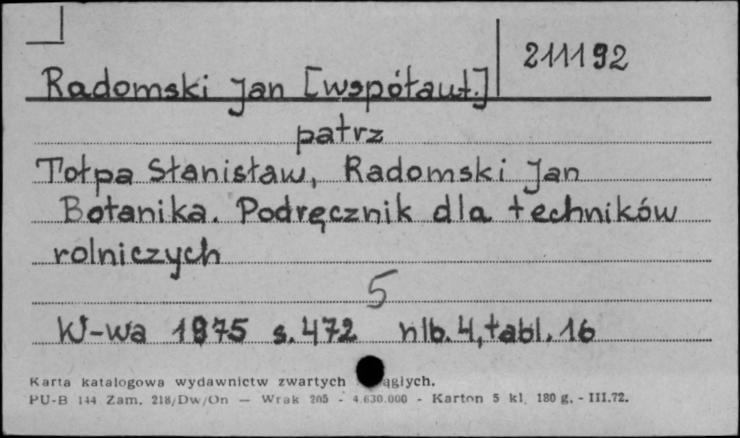 211192
Radomski Jan [współaut.]
patrz
Tołpa Stanisław, Radomski Jan
Botanika. Podręcznik dla techników
rolniczych
5
W-wa 1975 s. 472 nlb. 4, tabl. 16
Karta katalogowa wydawnictw zwartych ągłych.
PU-B 144 Zam. 218/Dw/On — Wrak 205 - 4.630.000 - Karton 5 kl. 180 g. - III.72.